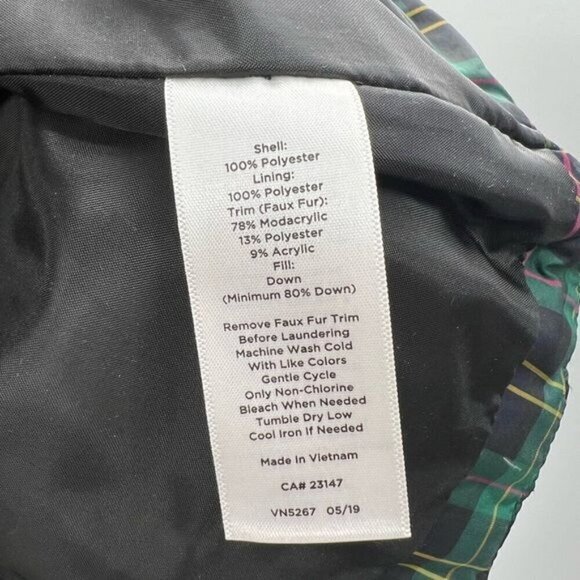 Shell:
100% Polyester
Lining:
100% Polyester
Trim (Faux Fur):
78% Modacrylic
13% Polyester
9% Acrylic
Fill:
Down
(Minimum 80% Down)
Remove Faux Fur Trim
Before Laundering
Machine Wash Cold
With Like Colors
Gentle Cycle
Only Non-Chlorine
Bleach When Needed
Tumble Dry Low
Cool Iron If Needed
Made In Vietnam
CA# 23147
VN5267 05/19